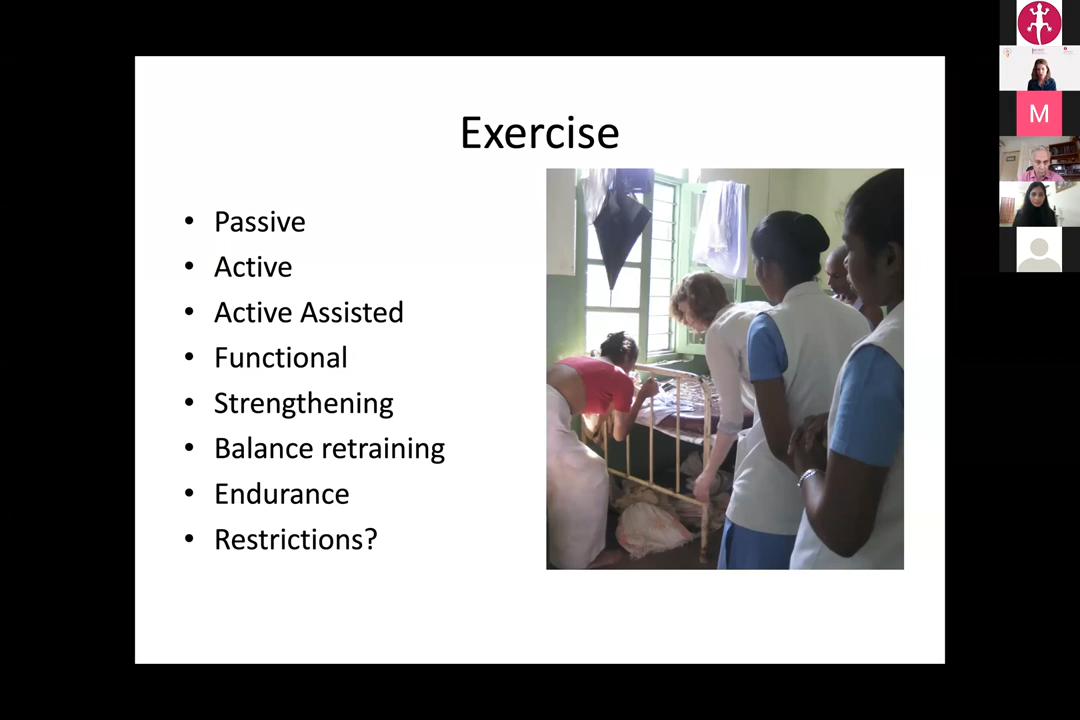 Exercise
• Passive
• Active
• Active Assisted
• Functional
• Strengthening
• Balance retraining
• Endurance
• Restrictions?
M